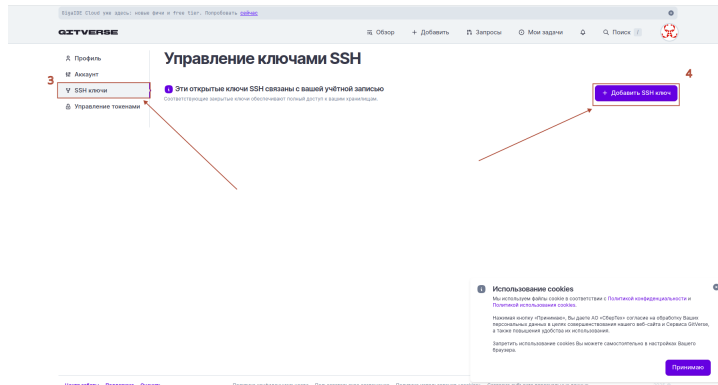 GigaIDE Cloud уже здесь: новые фичи и free tier. Попробовать сейчас
GITVERSE
Обзор
+ Добавить
Запросы
Мои задачи
Поиск /
Профиль
Аккаунт
3
SSH ключи
Управление токенами
Управление ключами SSH
Эти открытые ключи SSH связаны с вашей учётной записью
Соответствующие закрытые ключи обеспечивают полный доступ к вашим хранилищам.
4
+ Добавить SSH ключ
Использование cookies
Мы используем файлы cookie в соответствии с Политикой конфиденциальности и
Политикой использования cookies.
Нажимая кнопку «Принимаю», Вы даете АО «СберТех» согласие на обработку Ваших
персональных данных в целях совершенствования нашего веб-сайта и Сервиса GitVerse,
а также повышения удобства их использования.
Запретить использование cookies Вы можете самостоятельно в настройках Вашего
браузера.
Принимаю